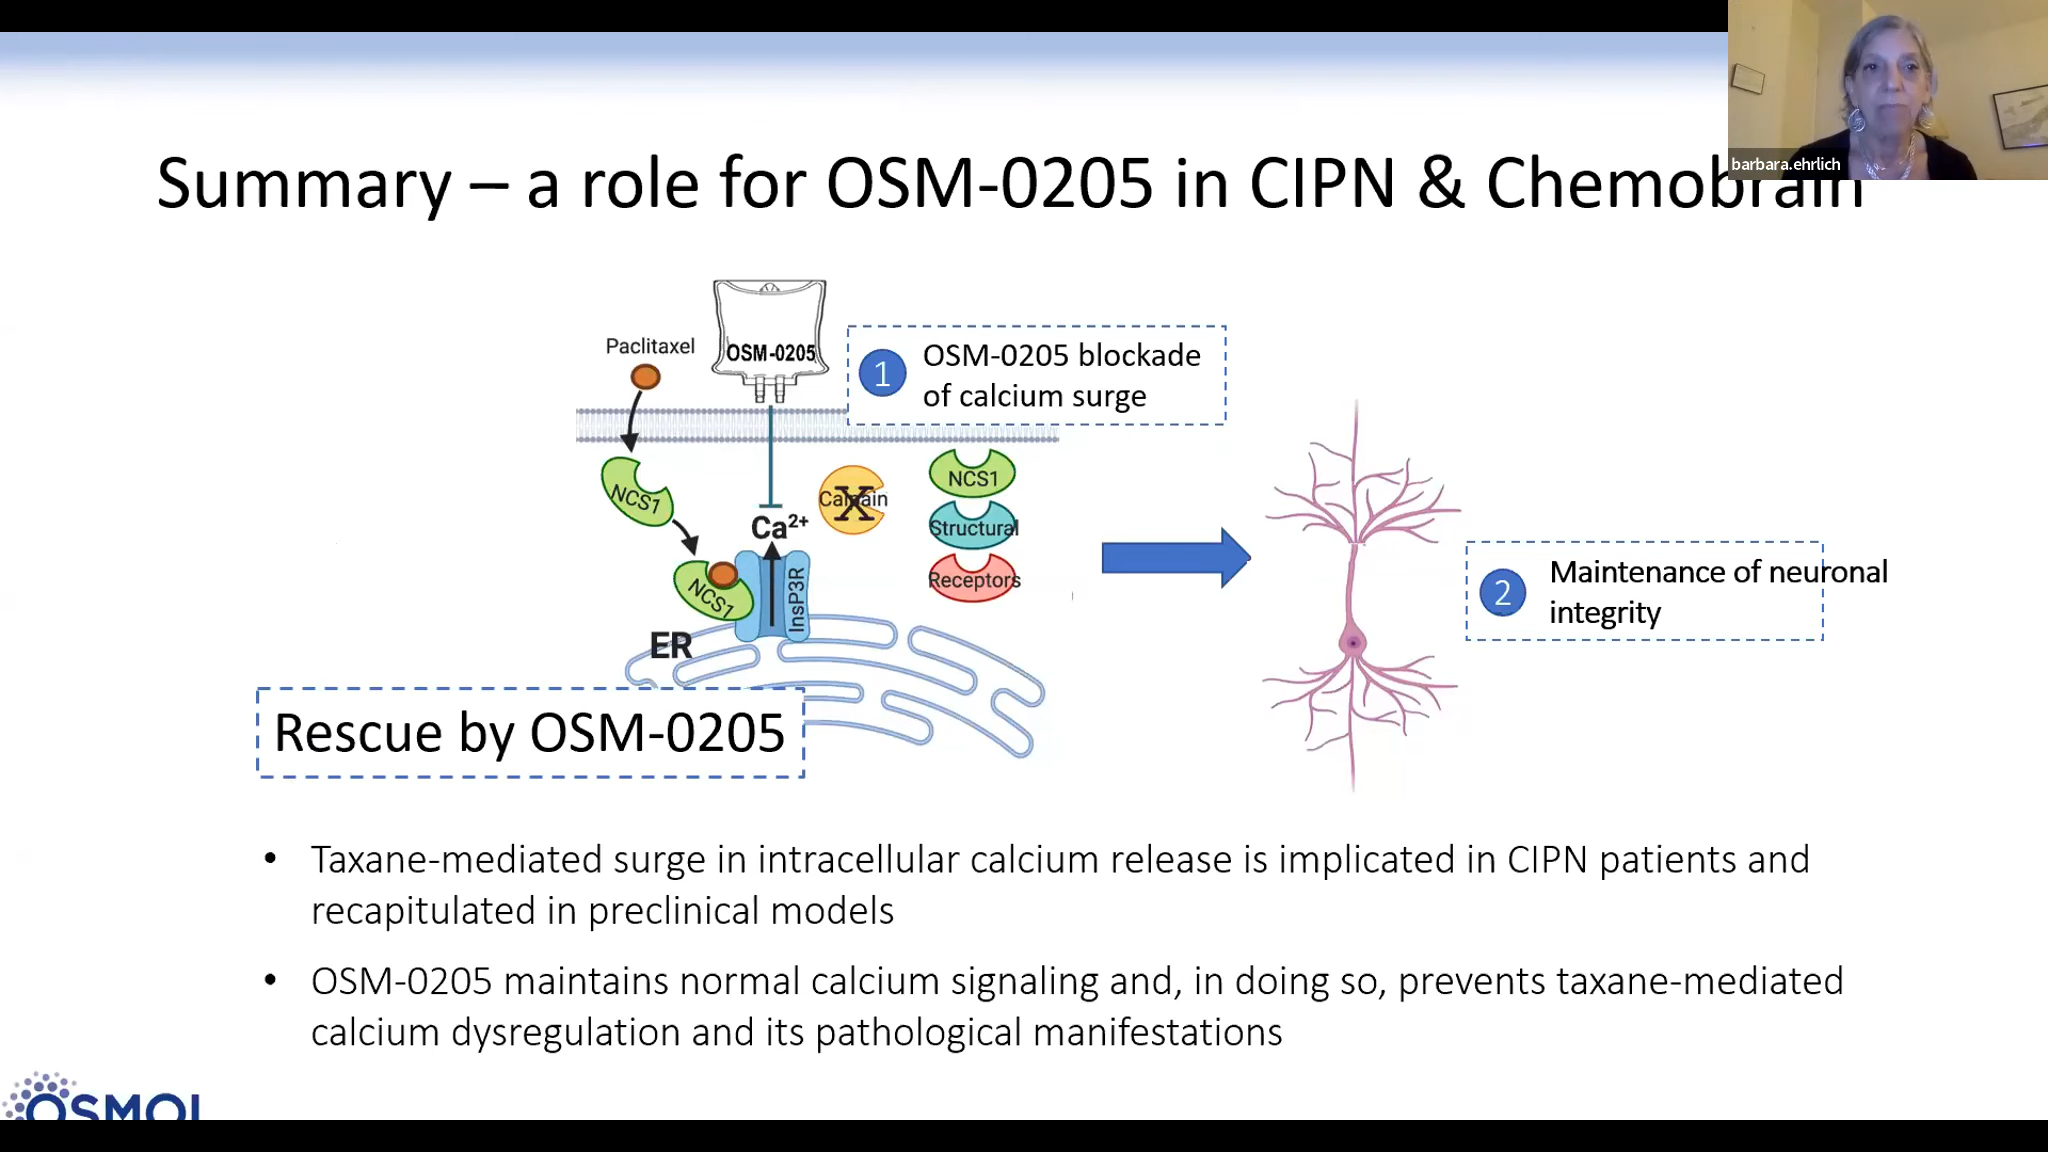 barbara.ehrlich
Summary – a role for OSM-0205 in CIPN & Chemobrain
Paclitaxel
OSM-0205
1
OSM-0205 blockade
of calcium surge
NCS1
Ca2+
Calpain
X
NCS1
Structural
Receptors
NCS1
InsP3R
ER
2
Maintenance of neuronal
integrity
Rescue by OSM-0205
• Taxane-mediated surge in intracellular calcium release is implicated in CIPN patients and
recapitulated in preclinical models
• OSM-0205 maintains normal calcium signaling and, in doing so, prevents taxane-mediated
calcium dysregulation and its pathological manifestations
OSMOL